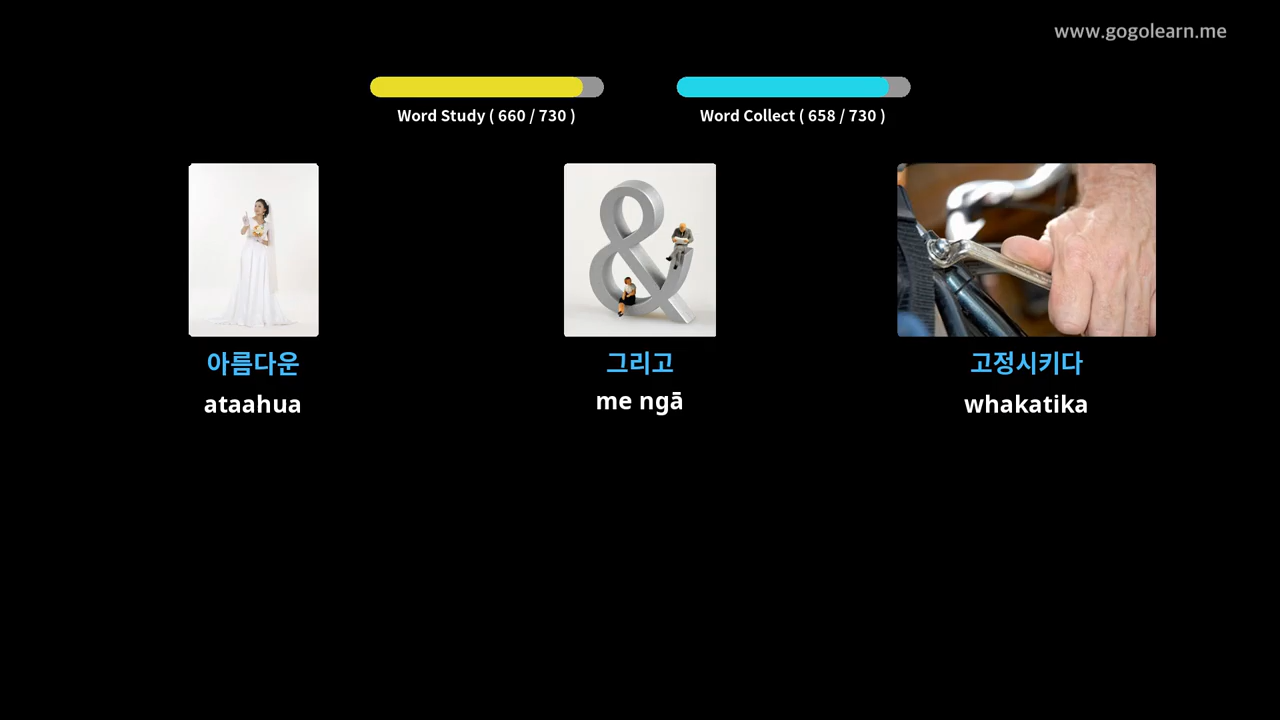 www.gogolearn.me
Word Study ( 660 / 730 )
Word Collect ( 658 / 730 )
아름다운
그리고
고정시키다
ataahua
me ngā
whakatika